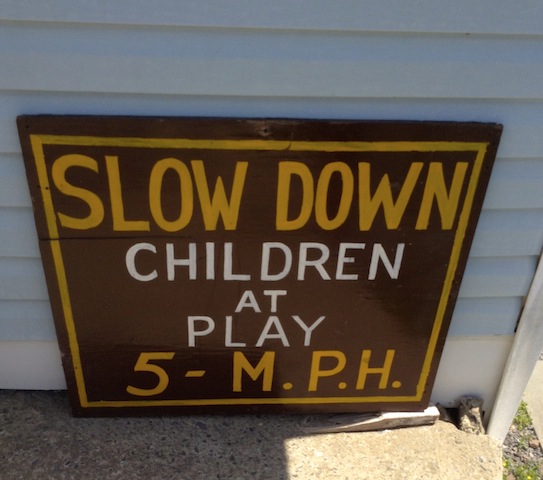 SLOW DOWN
CHILDREN
AT
PLAY
5-M.P.H.